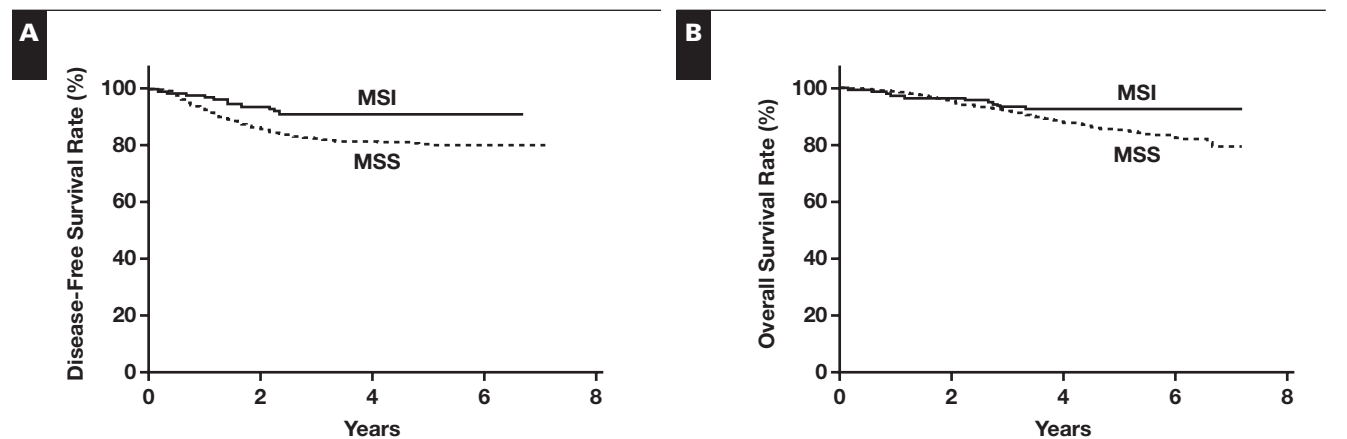 A
Disease-Free Survival Rate (%)
100
80
60
40
20
0
MSI
MSS
0 2 4 6 8
Years
B
Overall Survival Rate (%)
100
80
60
40
20
0
MSI
MSS
0 2 4 6 8
Years